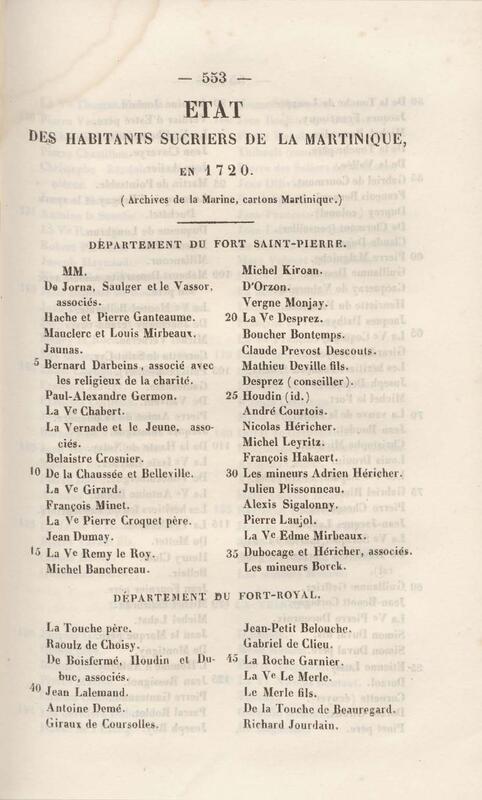 — 553 —
ETAT
DES HABITANTS SUCRIERS DE LA MARTINIQUE,
EN 1720.
(Archives de la Marine, cartons Martinique.)
DÉPARTEMENT DU FORT SAINT-PIERRE.
MM.
De Jorna, Saulger et le Vassor,
associés.
Hache et Pierre Ganteaume.
Mauclerc et Louis Mirbeaux.
Jaunas.
5 Bernard Darbeins, associé avec
les religieux de la charité.
Paul-Alexandre Germon.
La Ve Chabert.
La Vernade et le Jeune, asso-
ciés.
Belaistre Crosnier.
10 De la Chaussée et Belleville.
La Ve Girard.
François Minet.
La Ve Pierre Croquet père.
Jean Dumay.
15 La Ve Remy le Roy.
Michel Banchereau.
Michel Kiroan.
D'Orzon.
Vergne Monjay.
20 La Ve Desprez.
Boucher Bontemps.
Claude Prevost Descouts.
Mathieu Deville fils.
Desprez (conseiller).
25 Houdin (id.)
André Courtois.
Nicolas Héricher.
Michel Leyritz.
François Hakaert.
30 Les mineurs Adrien Héricher.
Julien Plissonneau.
Alexis Sigalonny.
Pierre Laujol.
La Ve Edme Mirbeaux.
35 Dubocage et Héricher, associés.
Les mineurs Borck.
DÉPARTEMENT DU FORT-ROYAL.
La Touche père.
Raoulz de Choisy.
De Boisfermé, Houdin et Du-
buc, associés.
40 Jean Lalemand.
Antoine Demé.
Giraux de Coursolles.
Jean-Petit Belouche.
Gabriel de Clieu.
45 La Roche Garnier.
La Ve Le Merle.
Le Merle fils.
De la Touche de Beauregard.
Richard Jourdain.